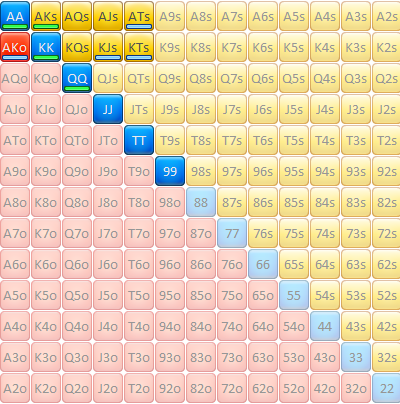 AA AKs AQs AJs ATs A9s A8s A7s A6s A5s A4s A3s A2s
AKo KK KQs KJs KTs K9s K8s K7s K6s K5s K4s K3s K2s
AQo KQo QQ QJs QTs Q9s Q8s Q7s Q6s Q5s Q4s Q3s Q2s
AJo KJo QJo JJ JTs J9s J8s J7s J6s J5s J4s J3s J2s
ATo KTo QTo JTo TT T9s T8s T7s T6s T5s T4s T3s T2s
A9o K9o Q9o J9o T9o 99 98s 97s 96s 95s 94s 93s 92s
A8o K8o Q8o J8o T8o 98o 88 87s 86s 85s 84s 83s 82s
A7o K7o Q7o J7o T7o 97o 87o 77 76s 75s 74s 73s 72s
A6o K6o Q6o J6o T6o 96o 86o 76o 66 65s 64s 63s 62s
A5o K5o Q5o J5o T5o 95o 85o 75o 65o 55 54s 53s 52s
A4o K4o Q4o J4o T4o 94o 84o 74o 64o 54o 44 43s 42s
A3o K3o Q3o J3o T3o 93o 83o 73o 63o 53o 43o 33 32s
A2o K2o Q2o J2o T2o 92o 82o 72o 62o 52o 42o 32o 22